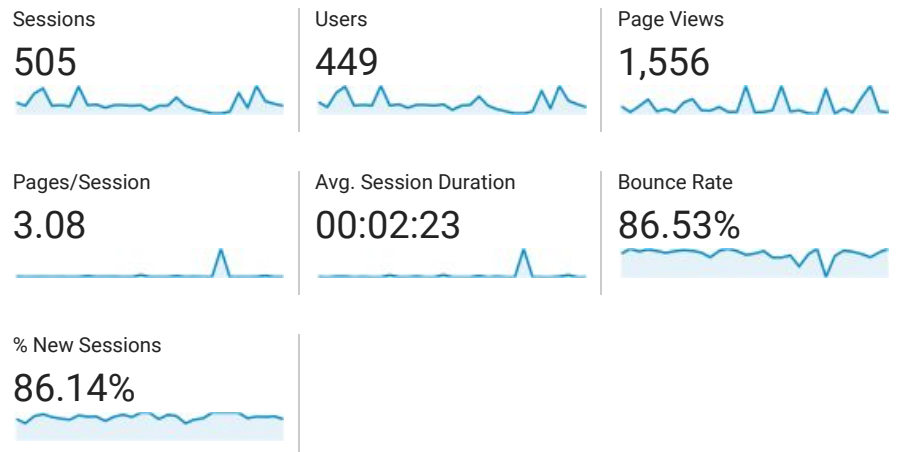 Sessions
505
Users
449
Page Views
1,556
Pages/Session
3.08
Avg. Session Duration
00:02:23
Bounce Rate
86.53%
% New Sessions
86.14%